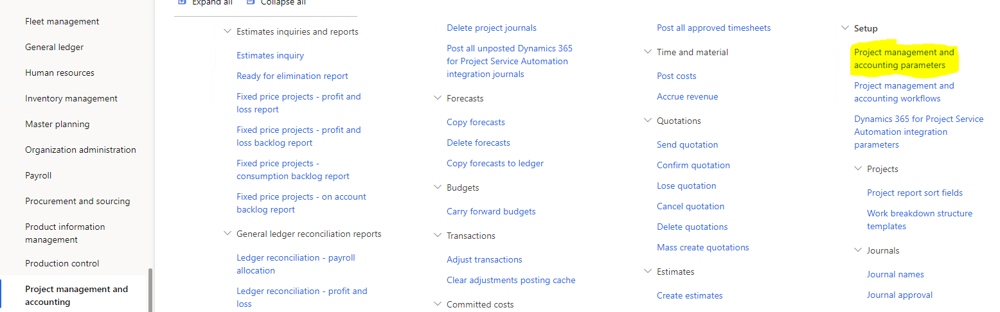 Expand all
Collapse all
Fleet management
General ledger
Human resources
Inventory management
Master planning
Organization administration
Payroll
Procurement and sourcing
Product information
management
Production control
Project management and
accounting
Estimates inquiries and reports
Estimates inquiry
Ready for elimination report
Fixed price projects - profit and
loss report
Fixed price projects - profit and
loss backlog report
Fixed price projects -
consumption backlog report
Fixed price projects - on account
backlog report
General ledger reconciliation reports
Ledger reconciliation - payroll
allocation
Ledger reconciliation - profit and
loss
Delete project journals
Post all unposted Dynamics 365
for Project Service Automation
integration journals
Forecasts
Copy forecasts
Delete forecasts
Copy forecasts to ledger
Budgets
Carry forward budgets
Transactions
Adjust transactions
Clear adjustments posting cache
Committed costs
Post all approved timesheets
Time and material
Post costs
Accrue revenue
Quotations
Send quotation
Confirm quotation
Lose quotation
Cancel quotation
Delete quotations
Mass create quotations
Estimates
Create estimates
Setup
Project management and
accounting parameters
Project management and
accounting workflows
Dynamics 365 for Project Service
Automation integration
parameters
Projects
Project report sort fields
Work breakdown structure
templates
Journals
Journal names
Journal approval